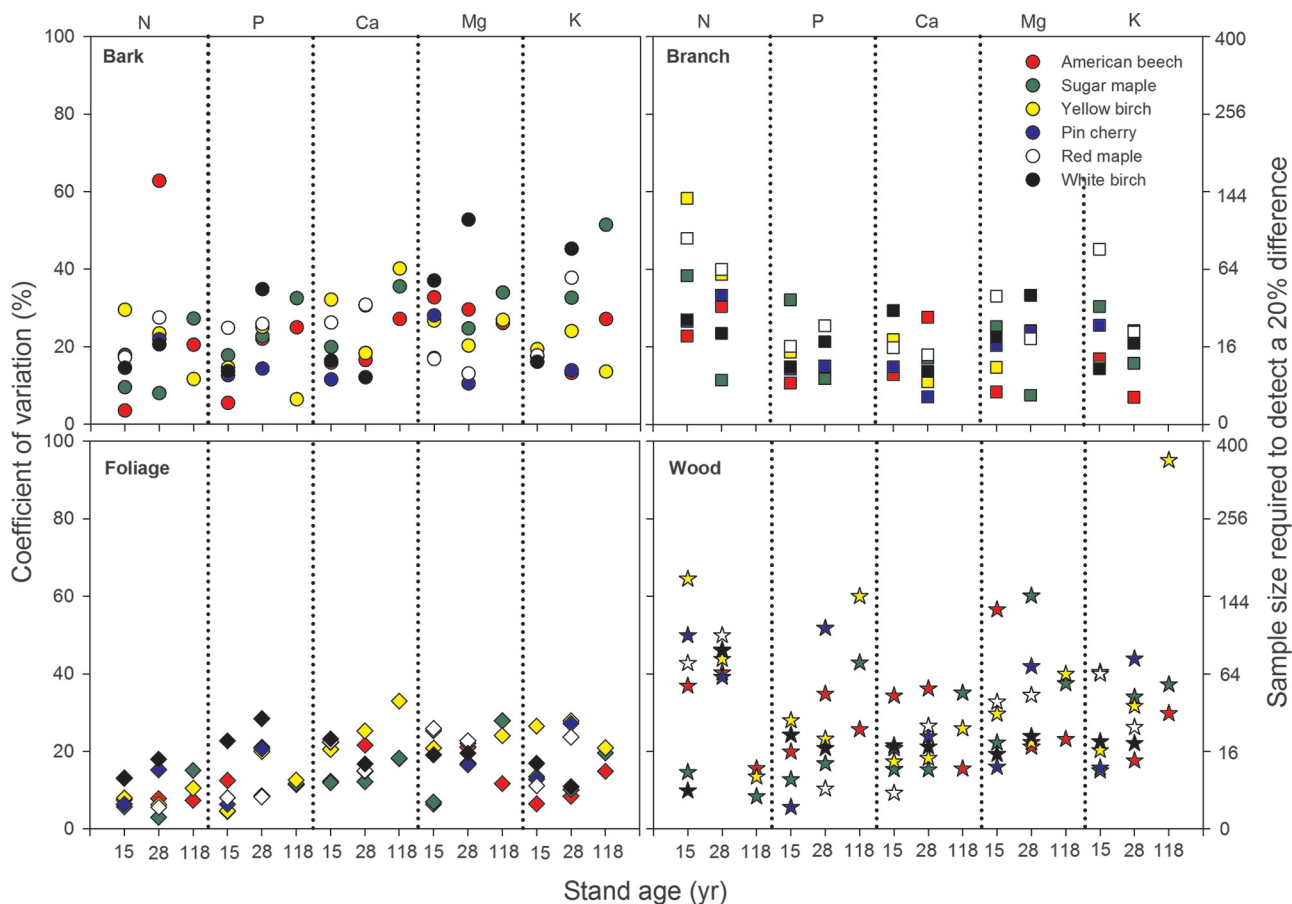 N P Ca Mg K N P Ca Mg K
Coefficient of variation (%)
Sample size required to detect a 20% difference
100
80
60
40
20
0
Bark
Branch
American beech
Sugar maple
Yellow birch
Pin cherry
Red maple
White birch
400
256
144
64
16
0
100
80
60
40
20
0
Foliage
Wood
400
256
144
64
16
0
15 28 118 15 28 118 15 28 118 15 28 118 15 28 118 15 28 118 15 28 118 15 28 118 15 28 118 15 28 118
Stand age (yr)